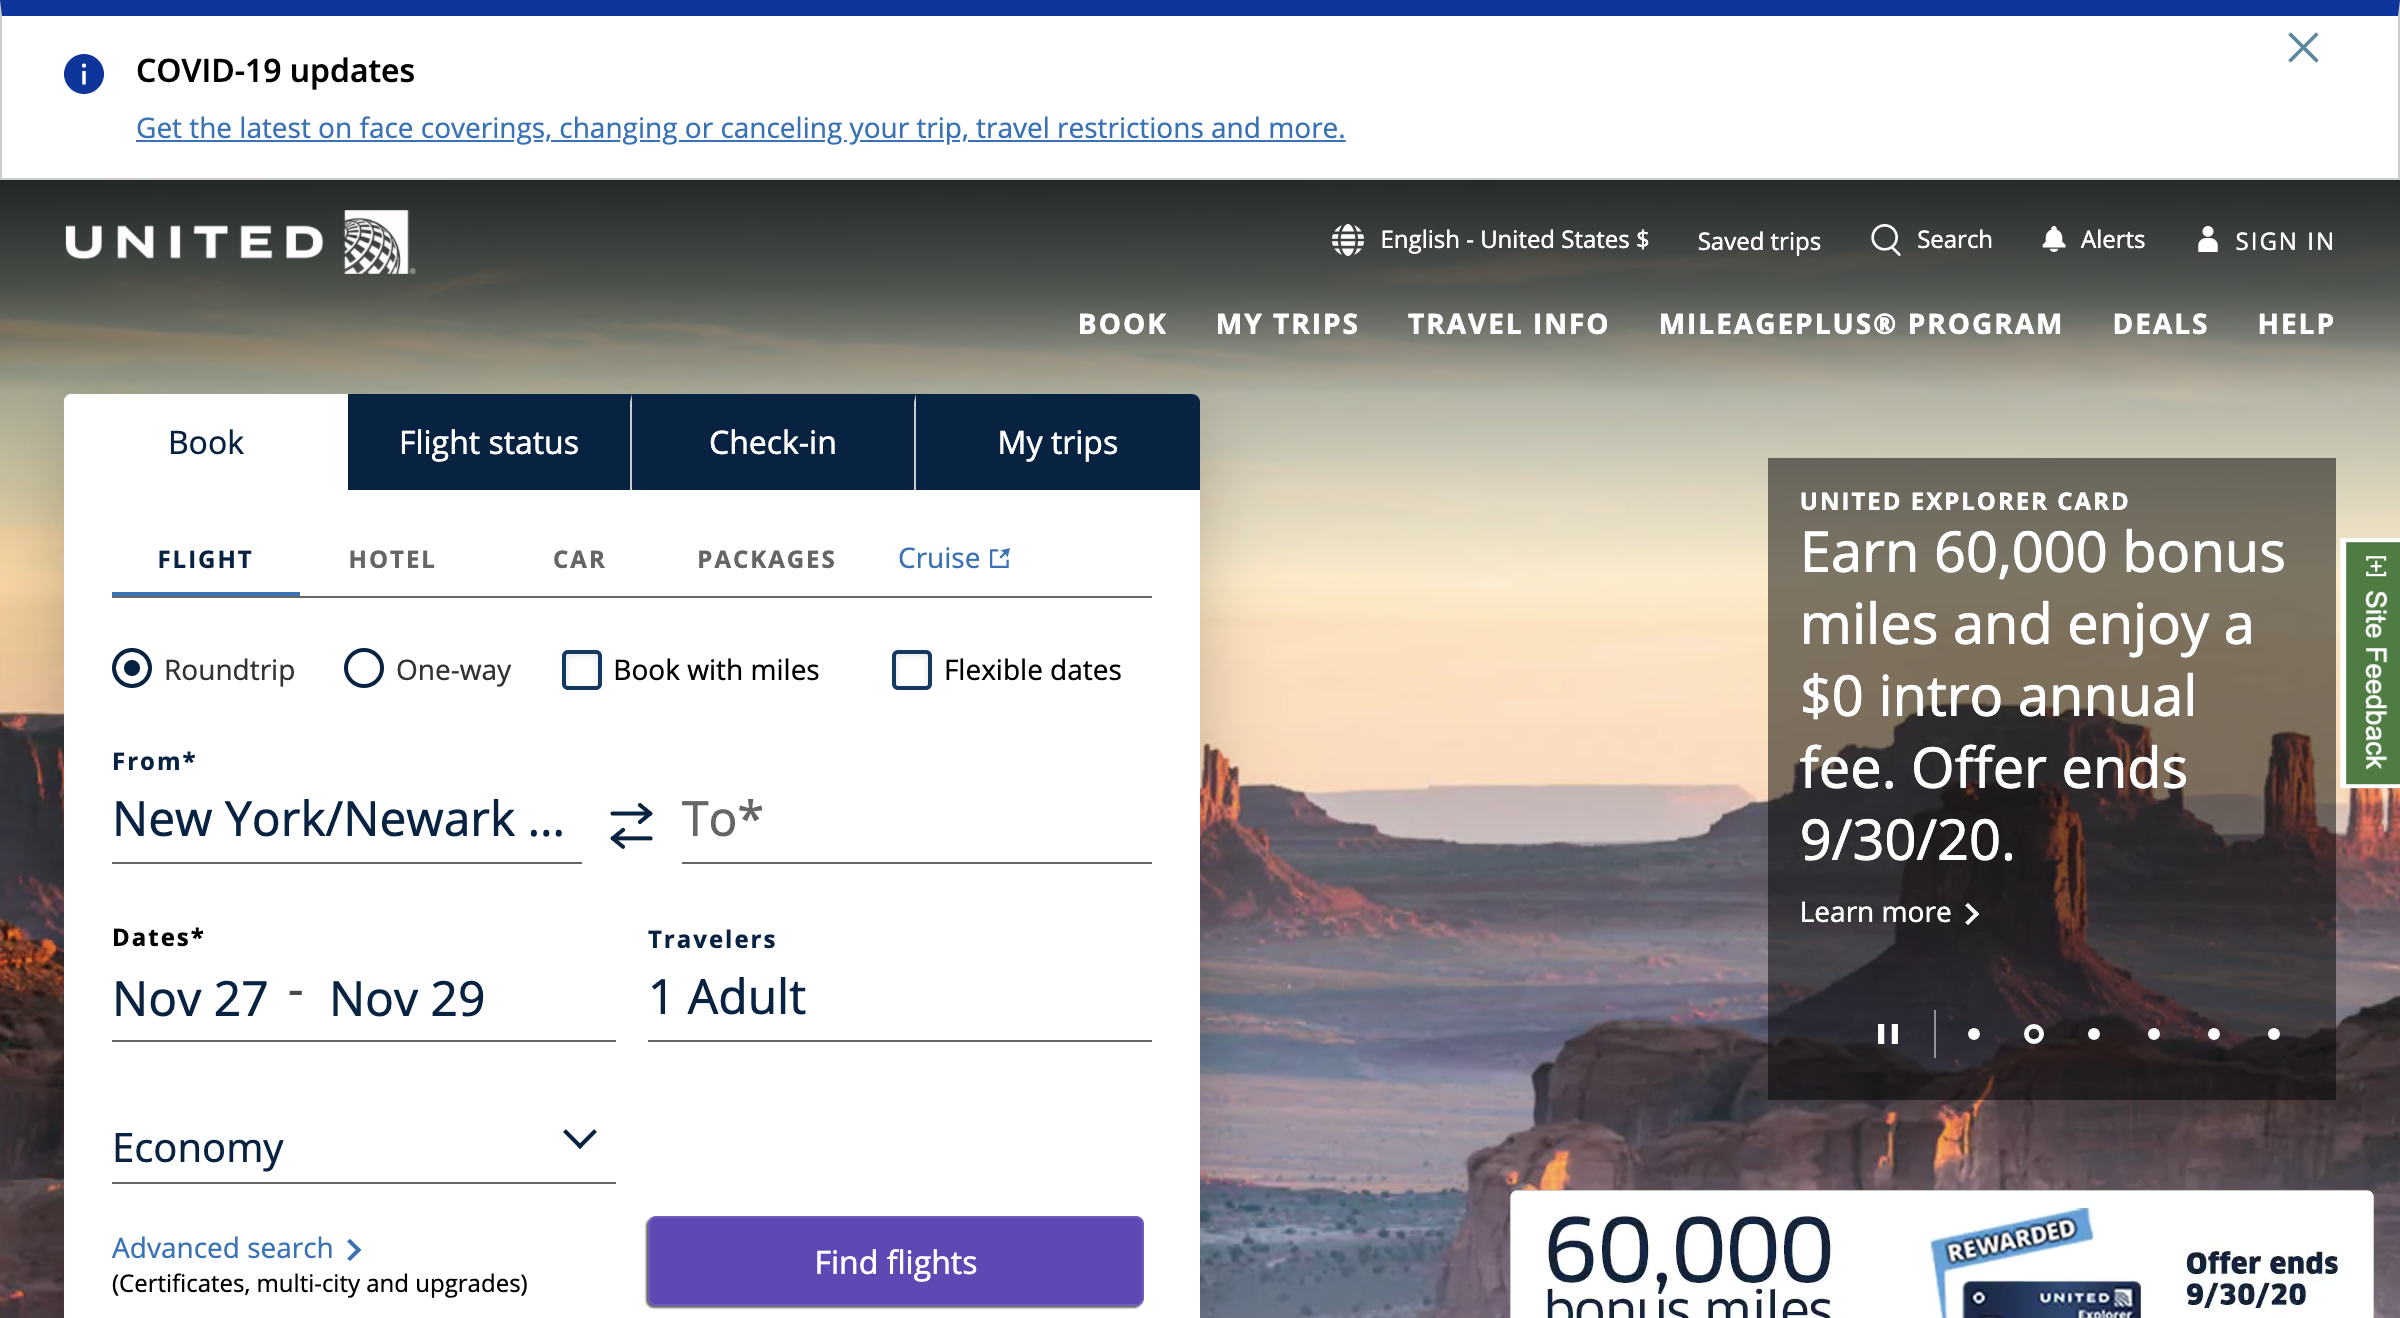 COVID-19 updates
Get the latest on face coverings, changing or canceling your trip, travel restrictions and more.
UNITED
English - United States $
Saved trips
Search
Alerts
SIGN IN
BOOK
MY TRIPS
TRAVEL INFO
MILEAGEPLUS® PROGRAM
DEALS
HELP
Book
Flight status
Check-in
My trips
FLIGHT
HOTEL
CAR
PACKAGES
Cruise
Roundtrip
One-way
Book with miles
Flexible dates
From*
New York/Newark ...
To*
Dates*
Nov 27 - Nov 29
Travelers
1 Adult
Economy
Advanced search
(Certificates, multi-city and upgrades)
Find flights
UNITED EXPLORER CARD
Earn 60,000 bonus
miles and enjoy a
$0 intro annual
fee. Offer ends
9/30/20.
Learn more
[+] Site Feedback
60,000
bonus miles
REWARDED
UNITED
Explorer
Offer ends
9/30/20